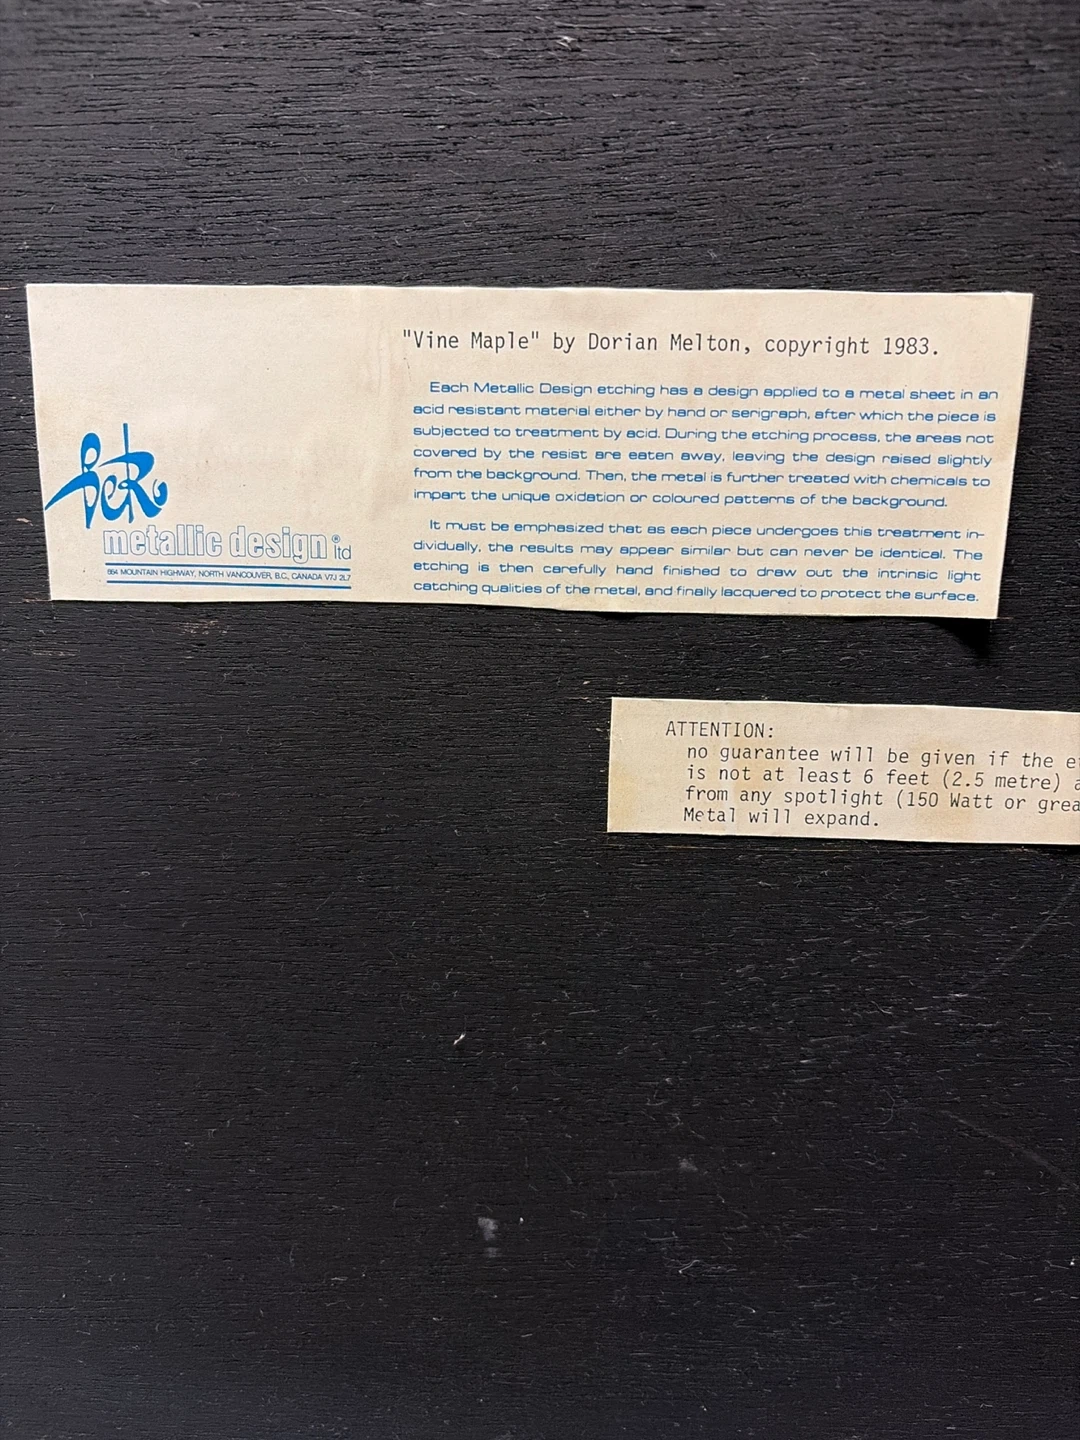 "Vine Maple" by Dorian Melton, copyright 1983.
Each Metallic Design etching has a design applied to a metal sheet in an
acid resistant material either by hand or serigraph, after which the piece is
subjected to treatment by acid. During the etching process, the areas not
covered by the resist are eaten away, leaving the design raised slightly
from the background. Then, the metal is further treated with chemicals to
impart the unique oxidation or coloured patterns of the background.
It must be emphasized that as each piece undergoes this treatment in-
dividually, the results may appear similar but can never be identical. The
etching is then carefully hand finished to draw out the intrinsic light
catching qualities of the metal, and finally lacquered to protect the surface.
metallic design® ltd
MOUNTAIN HIGHWAY, NORTH VANCOUVER, B.C., CANADA V7J 2L7
ATTENTION:
no guarantee will be given if the
is not at least 6 feet (2.5 metre)
from any spotlight (150 Watt or
Metal will expand.